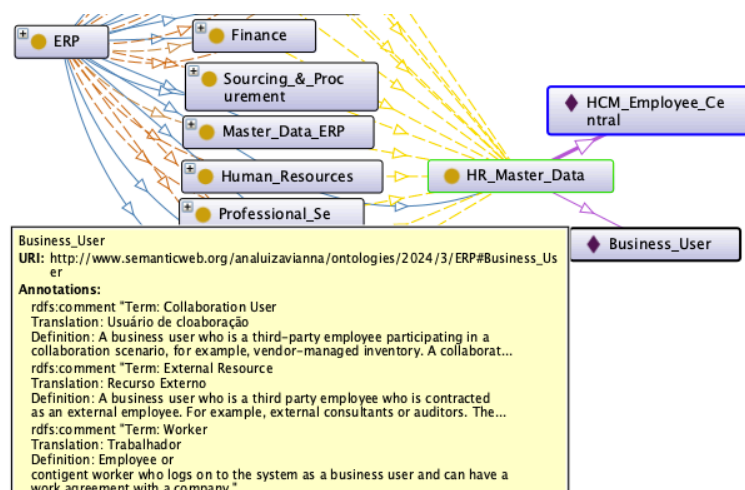 ERP
Finance
Sourcing_&_Proc
urement
Master_Data_ERP
Human_Resources
Professional_Se
HR_Master_Data
HCM_Employee_Ce
ntral
Business_User
Business_User
URI: http://www.semanticweb.org/analuizavianna/ontologies/2024/3/ERP#Business_Us
er
Annotations:
rdfs:comment "Term: Collaboration User
Translation: Usuário de cloaboração
Definition: A business user who is a third-party employee participating in a
collaboration scenario, for example, vendor-managed inventory. A collaborat...
rdfs:comment "Term: External Resource
Translation: Recurso Externo
Definition: A business user who is a third party employee who is contracted
as an external employee. For example, external consultants or auditors. The...
rdfs:comment "Term: Worker
Translation: Trabalhador
Definition: Employee or
contigent worker who logs on to the system as a business user and can have a
work agreement with a company."